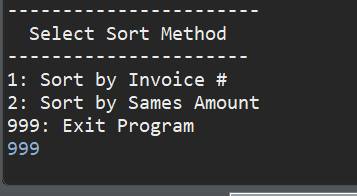 -----------------------
Select Sort Method
----------------------
1: Sort by Invoice #
2: Sort by Sames Amount
999: Exit Program
999